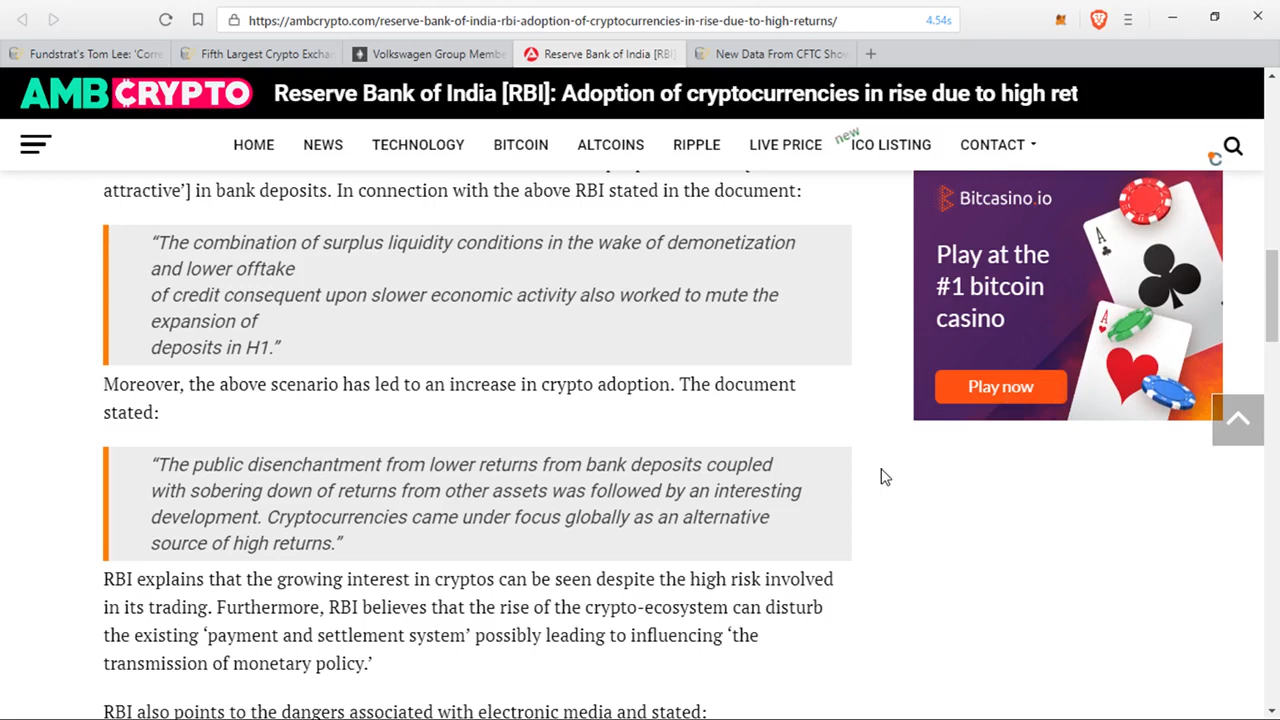 https://ambcrypto.com/reserve-bank-of-india-rbi-adoption-of-cryptocurrencies-in-rise-due-to-high-returns/
4.54s
Fundstrat's Tom Lee: 'Corre
Fifth Largest Crypto Excha
Volkswagen Group Membe
Reserve Bank of India [RBI]
New Data From CFTC Show
AMBCRYPTO
Reserve Bank of India [RBI]: Adoption of cryptocurrencies in rise due to high ret
HOME
NEWS
TECHNOLOGY
BITCOIN
ALTCOINS
RIPPLE
LIVE PRICE
new
ICO LISTING
CONTACT
attractive'] in bank deposits. In connection with the above RBI stated in the document:
“The combination of surplus liquidity conditions in the wake of demonetization
and lower offtake
of credit consequent upon slower economic activity also worked to mute the
expansion of
deposits in H1.”
Moreover, the above scenario has led to an increase in crypto adoption. The document
stated:
“The public disenchantment from lower returns from bank deposits coupled
with sobering down of returns from other assets was followed by an interesting
development. Cryptocurrencies came under focus globally as an alternative
source of high returns.”
RBI explains that the growing interest in cryptos can be seen despite the high risk involved
in its trading. Furthermore, RBI believes that the rise of the crypto-ecosystem can disturb
the existing ‘payment and settlement system’ possibly leading to influencing ‘the
transmission of monetary policy.’
RBI also points to the dangers associated with electronic media and stated:
Bitcasino.io
Play at the
#1 bitcoin
casino
Play now
A
A